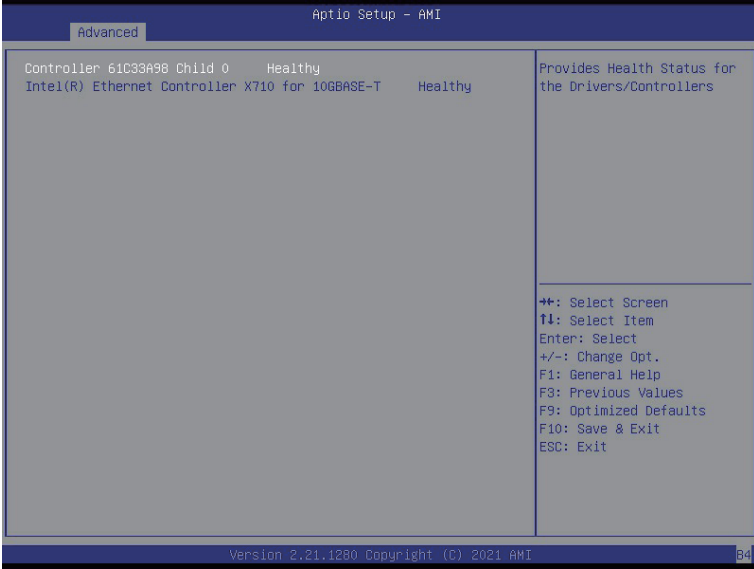 Aptio Setup – AMI
Advanced
Controller 61C33A98 Child 0 Healthy
Intel(R) Ethernet Controller X710 for 10GBASE-T Healthy
Provides Health Status for
the Drivers/Controllers
→←: Select Screen
↑↓: Select Item
Enter: Select
+/-: Change Opt.
F1: General Help
F3: Previous Values
F9: Optimized Defaults
F10: Save & Exit
ESC: Exit
Version 2.21.1280 Copyright (C) 2021 AMI
B4